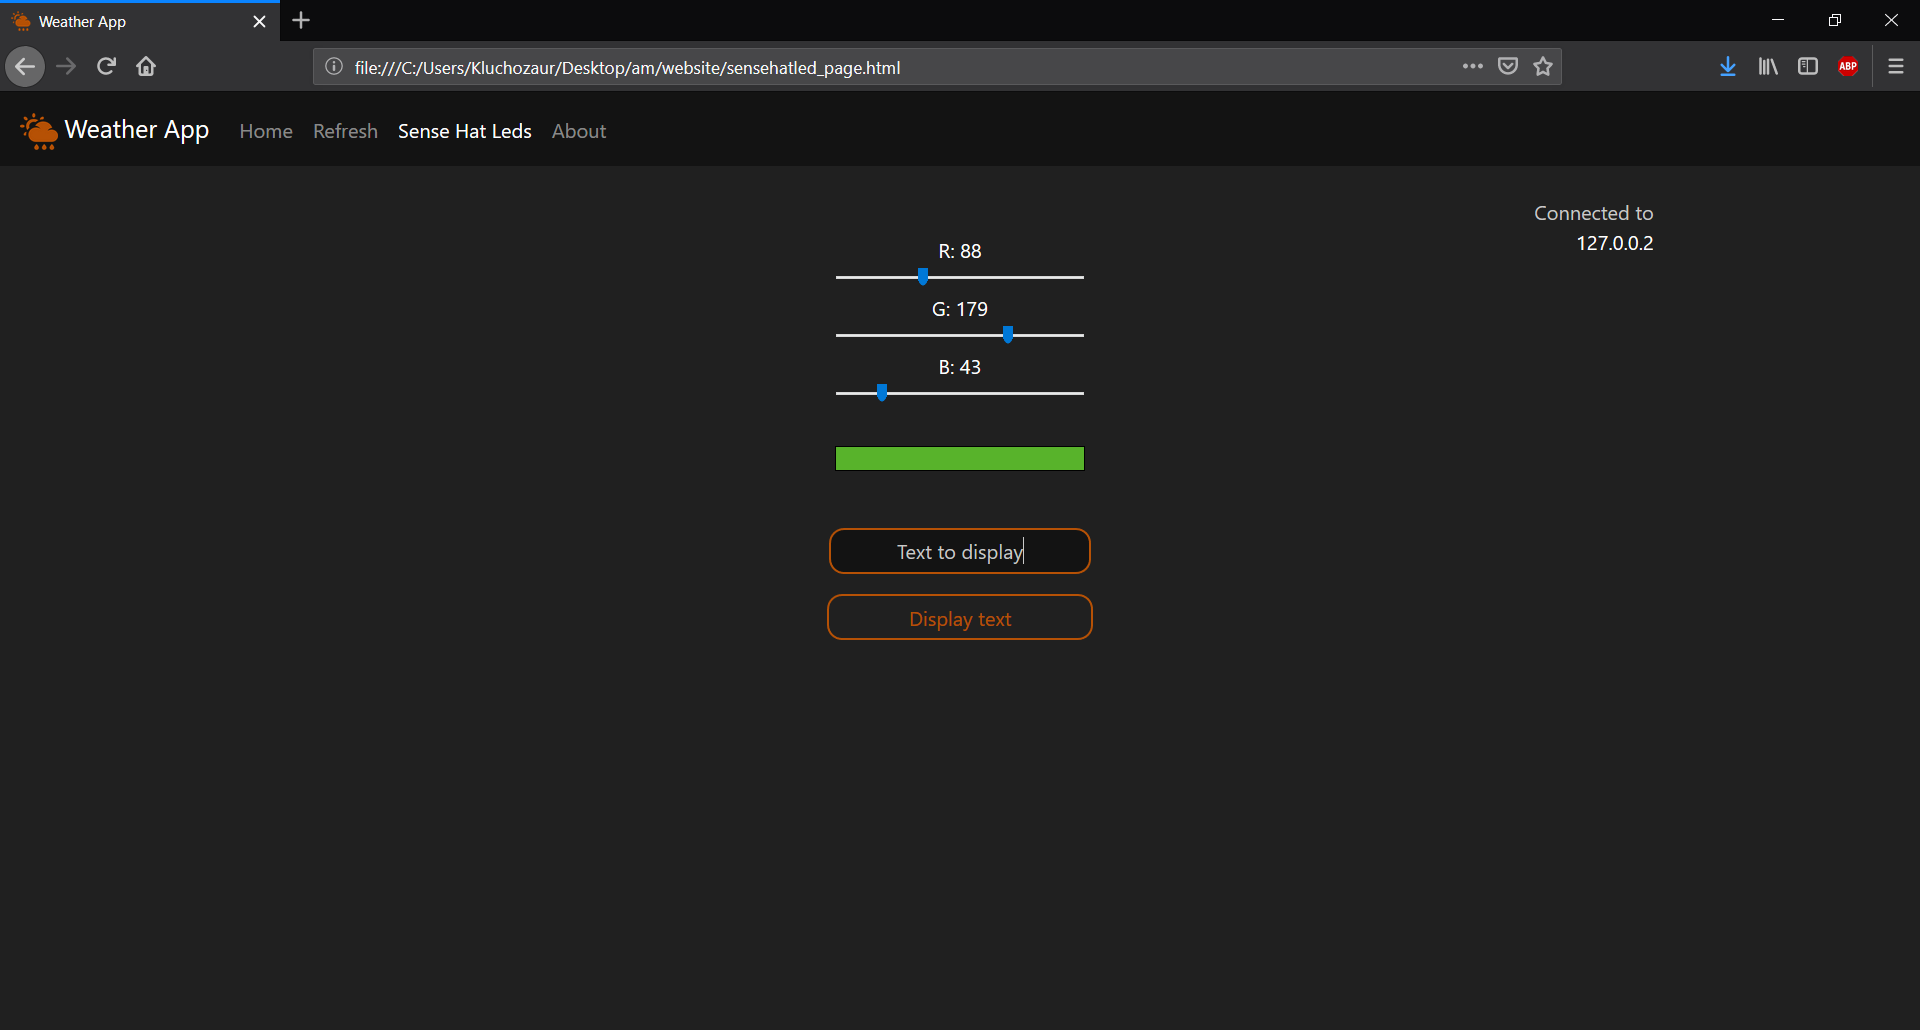 Weather App
file:///C:/Users/Kluchozaur/Desktop/am/website/sensehatled_page.html
ABP
Weather App Home Refresh Sense Hat Leds About
Connected to
127.0.0.2
R: 88
G: 179
B: 43
Text to display
Display text